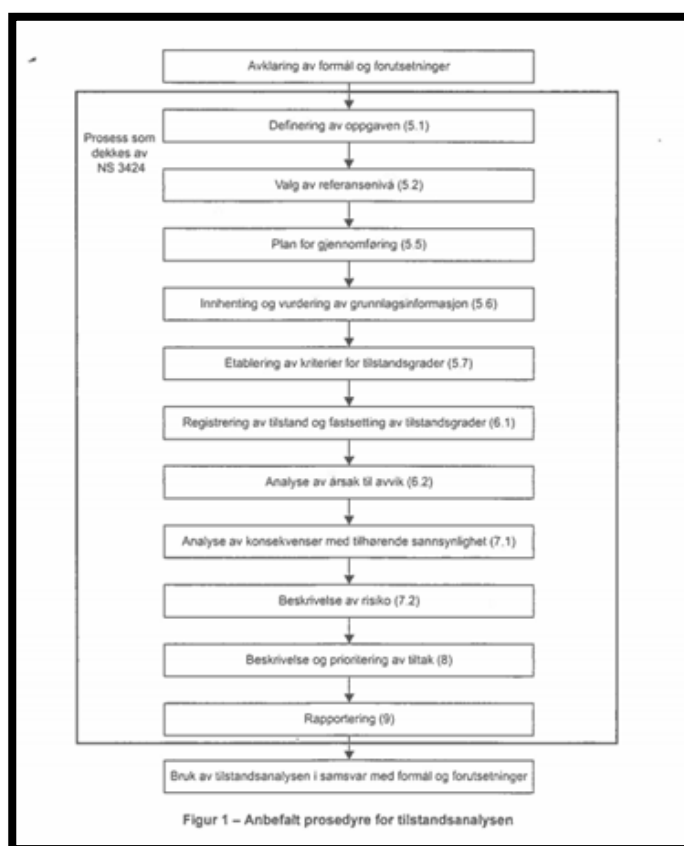 Avklaring av formål og forutsetninger
Prosess som
dekkes av
NS 3424
Definering av oppgaven (5.1)
Valg av referansenivå (5.2)
Plan for gjennomføring (5.5)
Innhenting og vurdering av grunnlagsinformasjon (5.6)
Etablering av kriterier for tilstandsgrader (5.7)
Registrering av tilstand og fastsetting av tilstandsgrader (6.1)
Analyse av årsak til avvik (6.2)
Analyse av konsekvenser med tilhørende sannsynlighet (7.1)
Beskrivelse av risiko (7.2)
Beskrivelse og prioritering av tiltak (8)
Rapportering (9)
Bruk av tilstandsanalysen i samsvar med formål og forutsetninger
Figur 1 – Anbefalt prosedyre for tilstandsanalysen